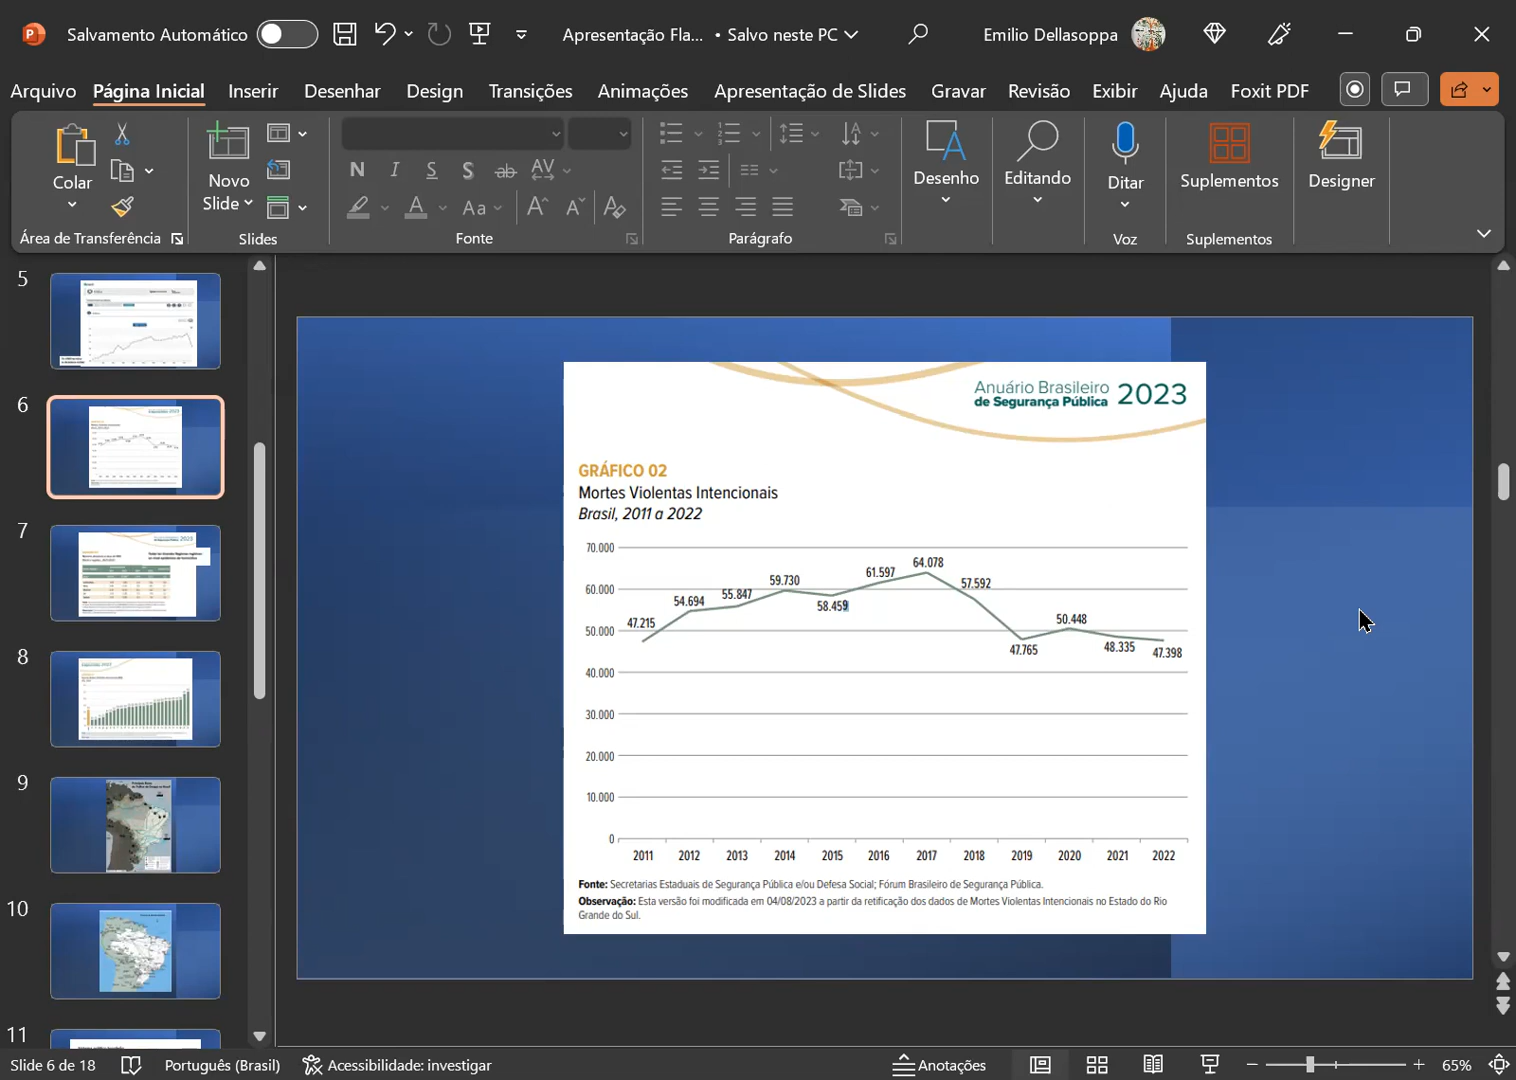 Salvamento Automático
Apresentação Fla... • Salvo neste PC
Emilio Dellasoppa
Arquivo
Página Inicial
Inserir
Desenhar
Design
Transições
Animações
Apresentação de Slides
Gravar
Revisão
Exibir
Ajuda
Foxit PDF
Colar
Novo
Slide
N I S S ab AV
Aa
Desenho
Editando
Ditar
Suplementos
Designer
Área de Transferência
Slides
Fonte
Parágrafo
Voz
Suplementos
5
6
7
8
9
10
11
Anuário Brasileiro
de Segurança Pública 2023
GRÁFICO 02
Mortes Violentas Intencionais
Brasil, 2011 a 2022
70.000
60.000
50.000
40.000
30.000
20.000
10.000
0
47.215
54.694
55.847
59.730
58.459
61.597
64.078
57.592
47.765
50.448
48.335
47.398
2011 2012 2013 2014 2015 2016 2017 2018 2019 2020 2021 2022
Fonte: Secretarias Estaduais de Segurança Pública e/ou Defesa Social; Fórum Brasileiro de Segurança Pública.
Observação: Esta versão foi modificada em 04/08/2023 a partir da retificação dos dados de Mortes Violentas Intencionais no Estado do Rio
Grande do Sul.
Slide 6 de 18
Português (Brasil)
Acessibilidade: investigar
Anotações
65%